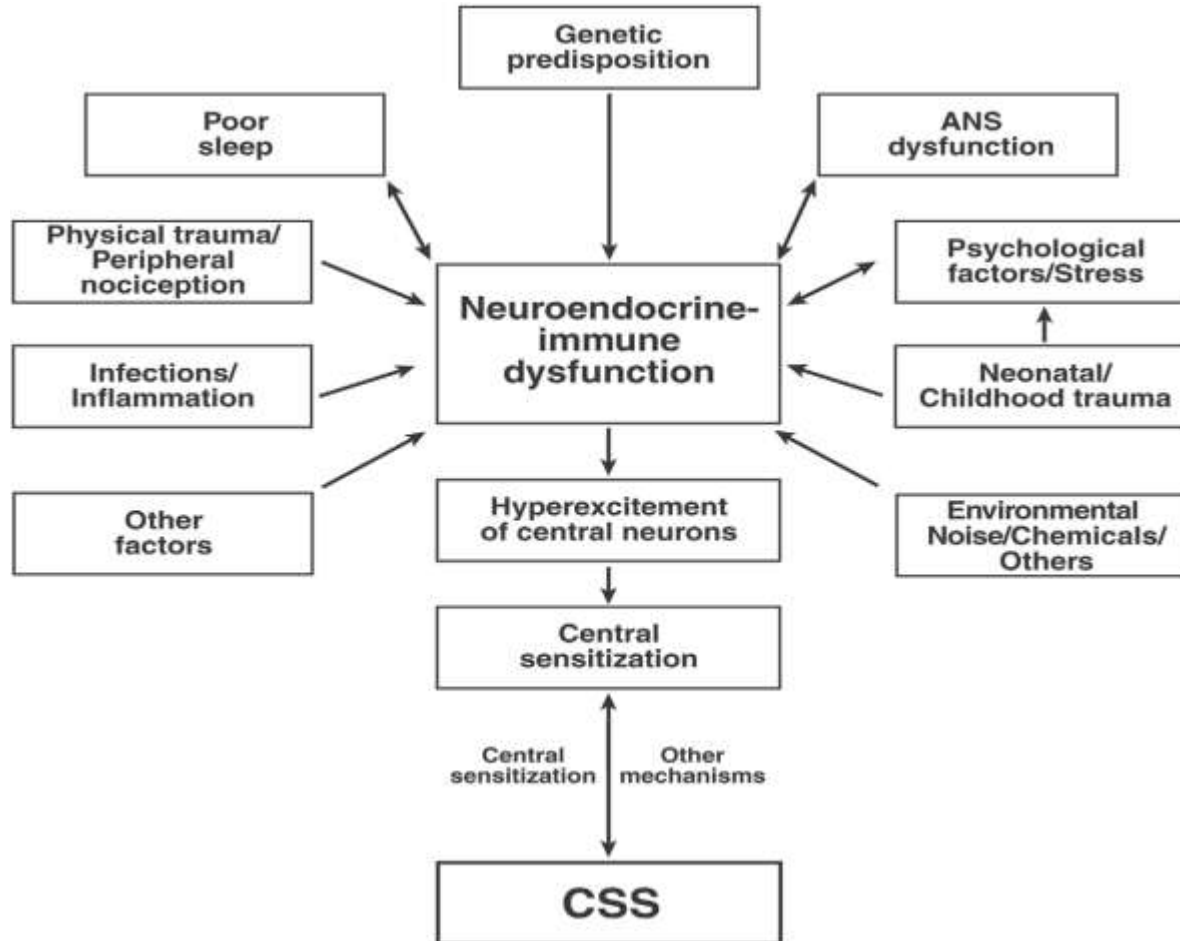 Genetic
predisposition
Poor
sleep
ANS
dysfunction
Physical trauma/
Peripheral
nociception
Psychological
factors/Stress
Neuroendocrine-
immune
dysfunction
Infections/
Inflammation
Neonatal/
Childhood trauma
Other
factors
Hyperexcitement
of central neurons
Environmental
Noise/Chemicals/
Others
Central
sensitization
Central
sensitization
Other
mechanisms
CSS